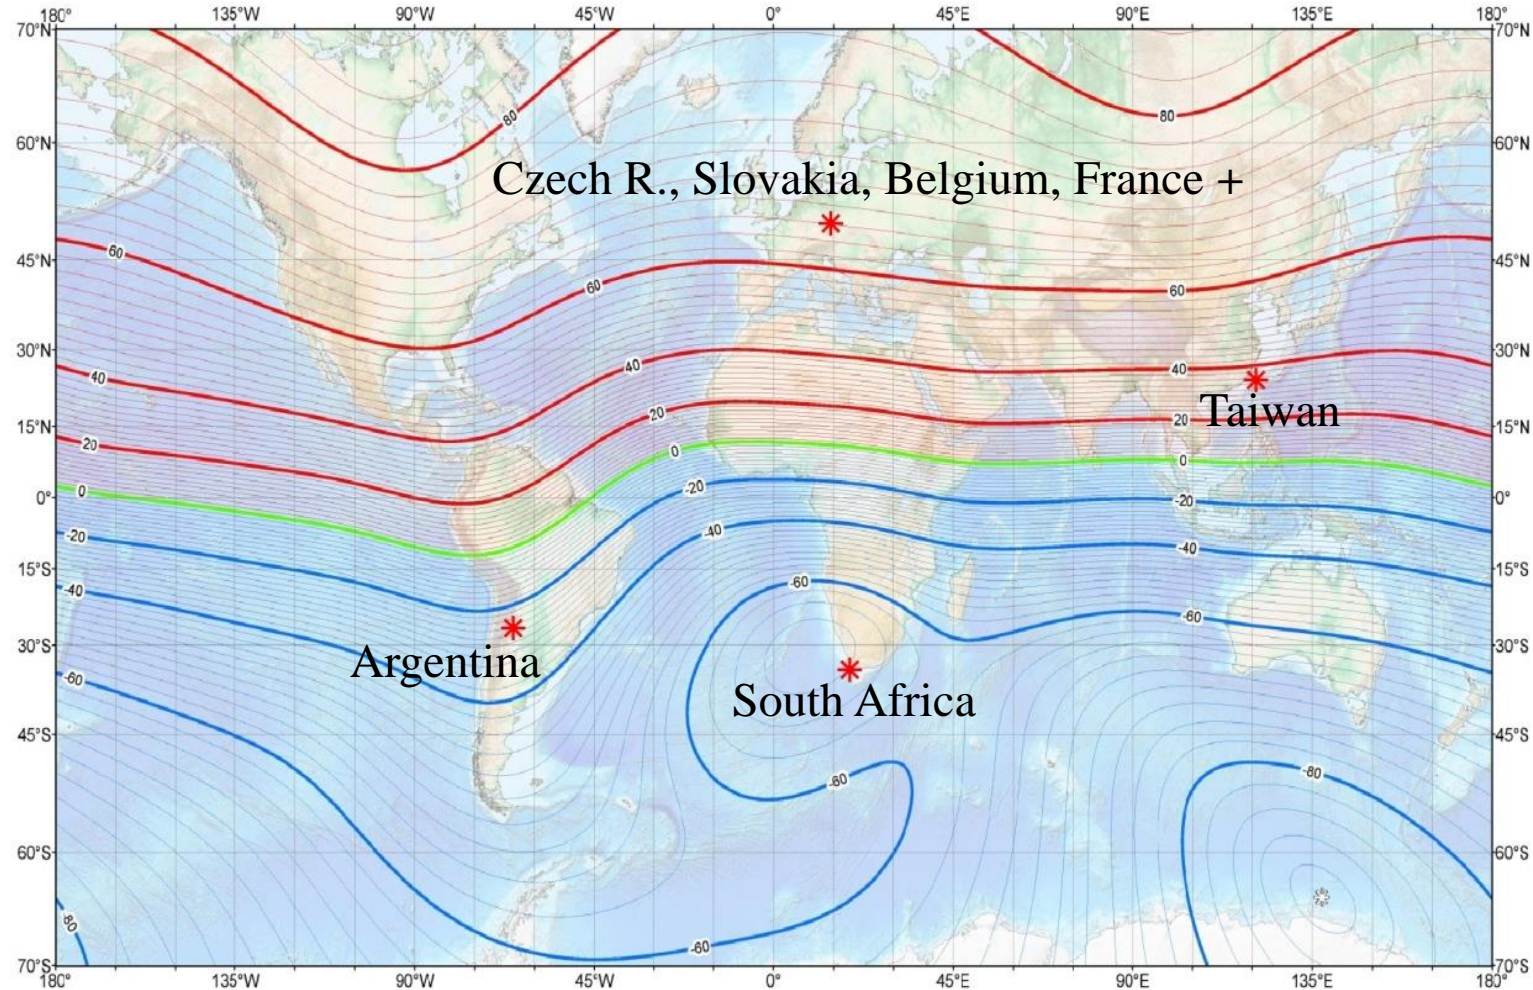 180° 135°W 90°W 45°W 0° 45°E 90°E 135°E 180°
70°N 70°N
80
80
60°N 60°N
Czech R., Slovakia, Belgium, France +
60
45°N 45°N
60
60
30°N 30°N
40
40
40
Taiwan
20
15°N 20 15°N
20
0
0
0
-20
0° -20 0°
-20
-40
-40
15°S 15°S
-60
-40
-60
30°S 30°S
Argentina
-60
South Africa
45°S 45°S
-80
-60
60°S 60°S
80
-60
70°S 70°S
180° 135°W 90°W 45°W 0° 45°E 90°E 135°E 180°